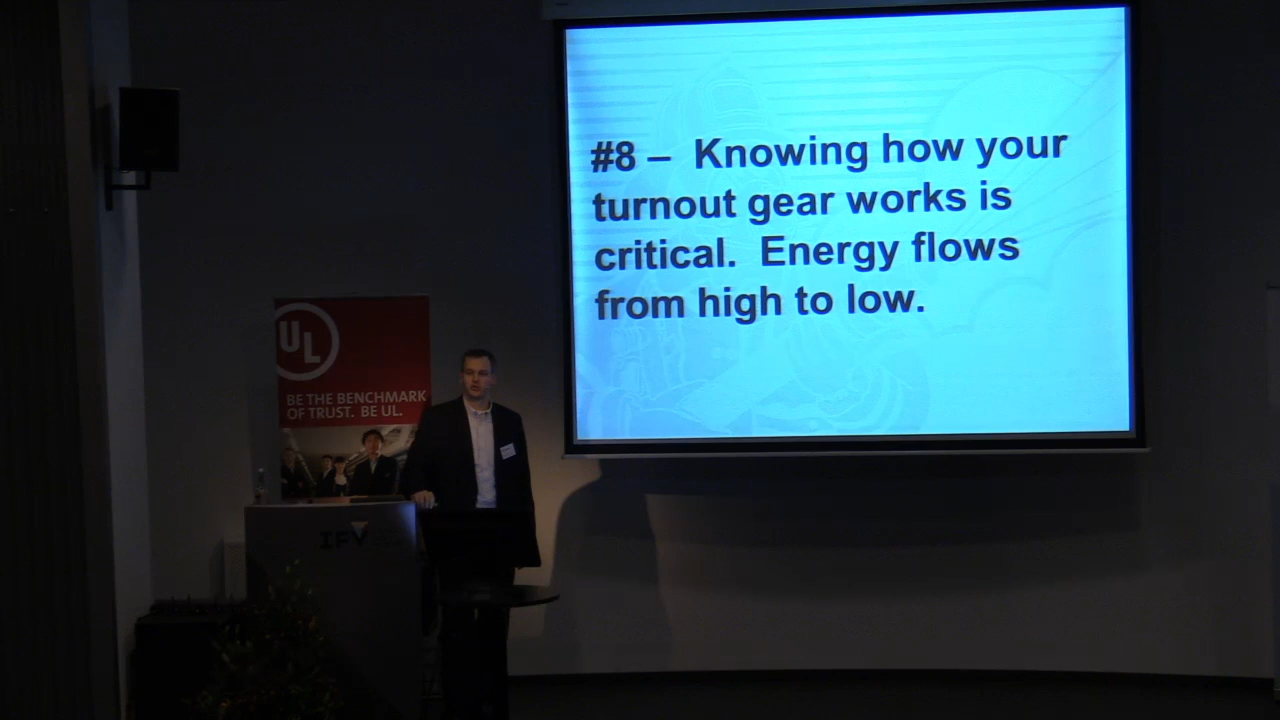 #8 – Knowing how your
turnout gear works is
critical. Energy flows
from high to low.
UL
BE THE BENCHMARK
OF TRUST. BE UL.